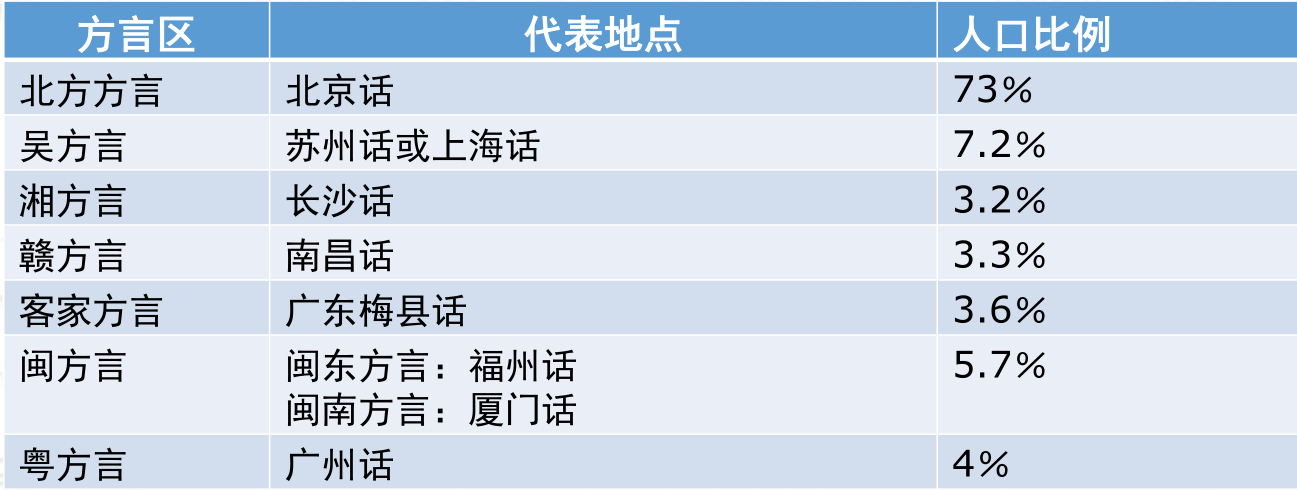 方言区 代表地点 人口比例
北方方言 北京话 73%
吴方言 苏州话或上海话 7.2%
湘方言 长沙话 3.2%
赣方言 南昌话 3.3%
客家方言 广东梅县话 3.6%
闽方言 闽东方言：福州话 5.7%
闽南方言：厦门话
粤方言 广州话 4%